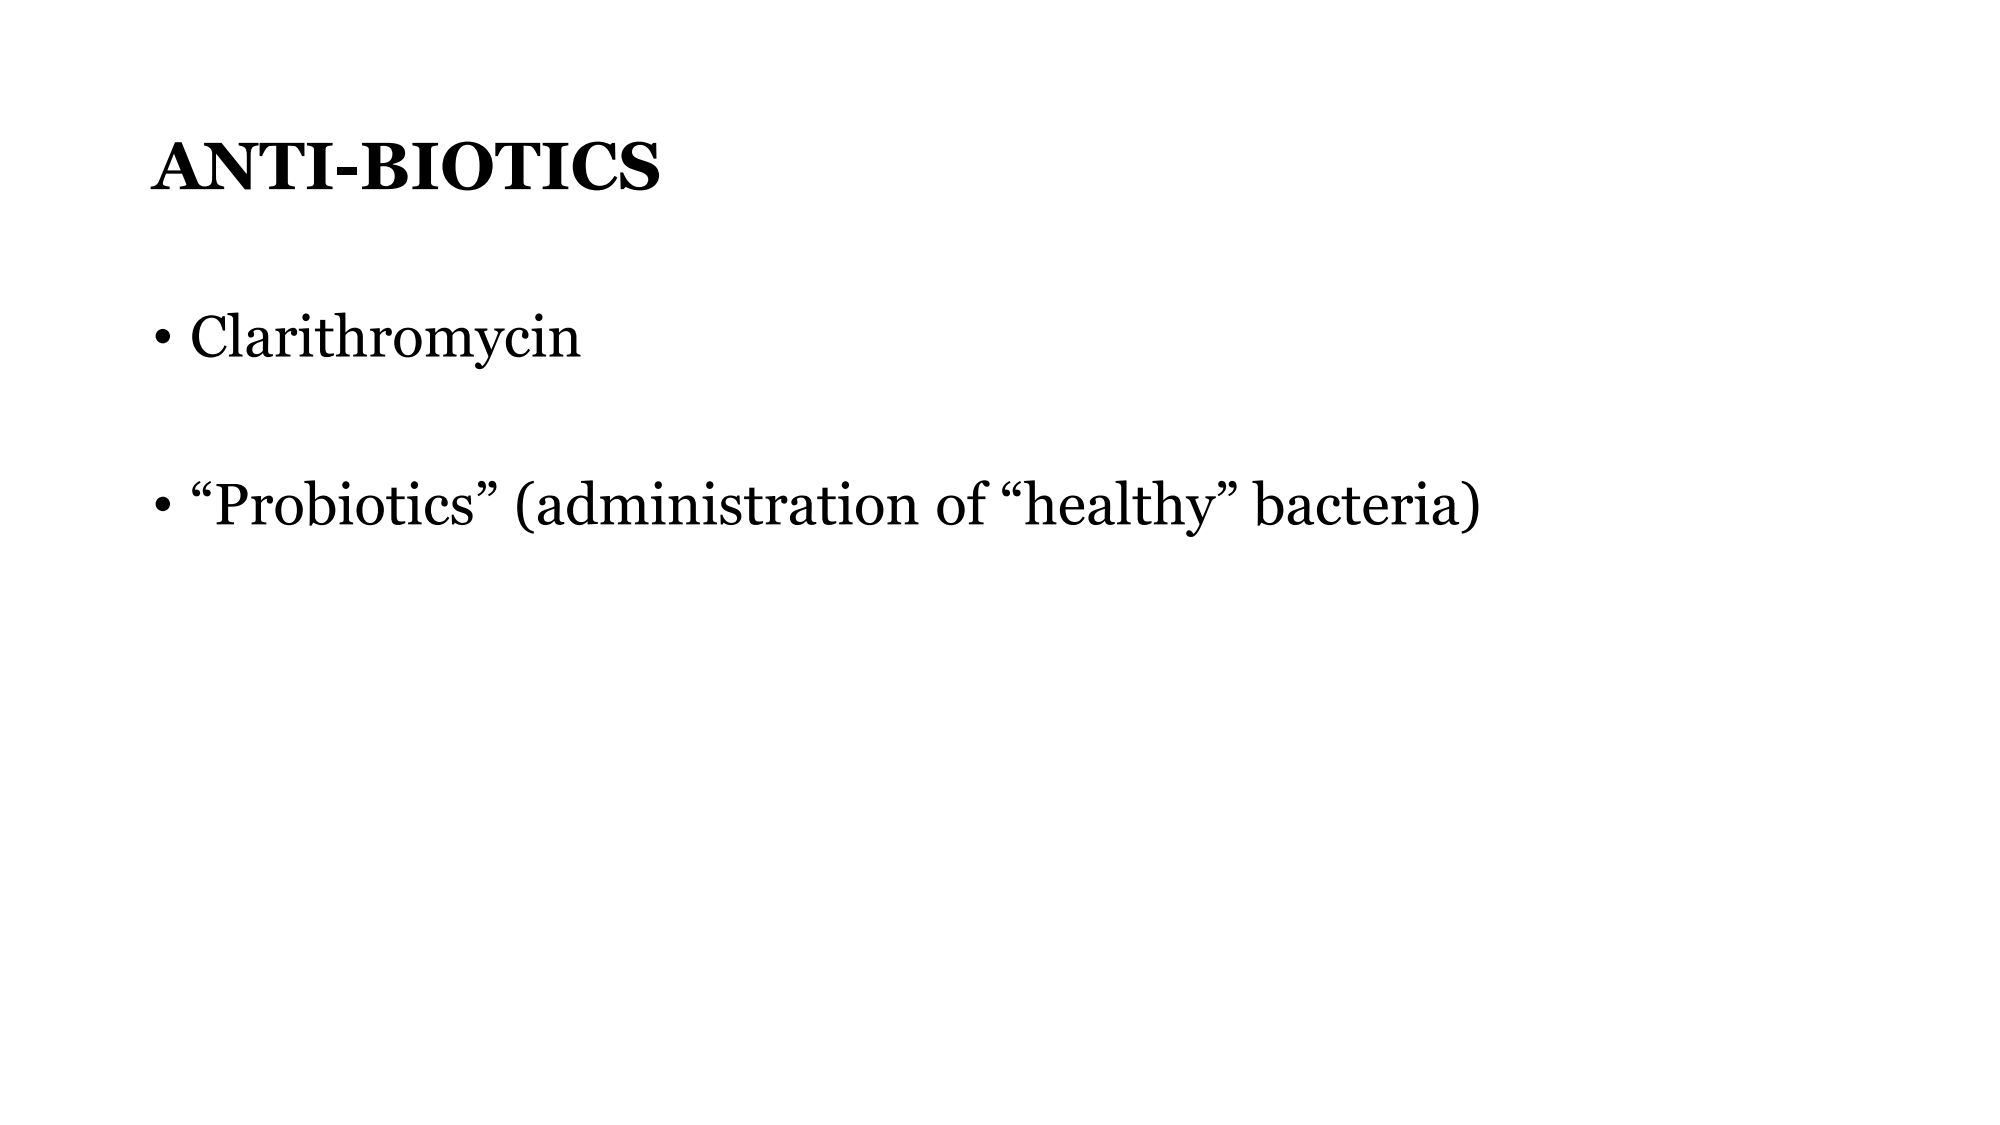 ANTI-BIOTICS
• Clarithromycin
• “Probiotics” (administration of “healthy” bacteria)